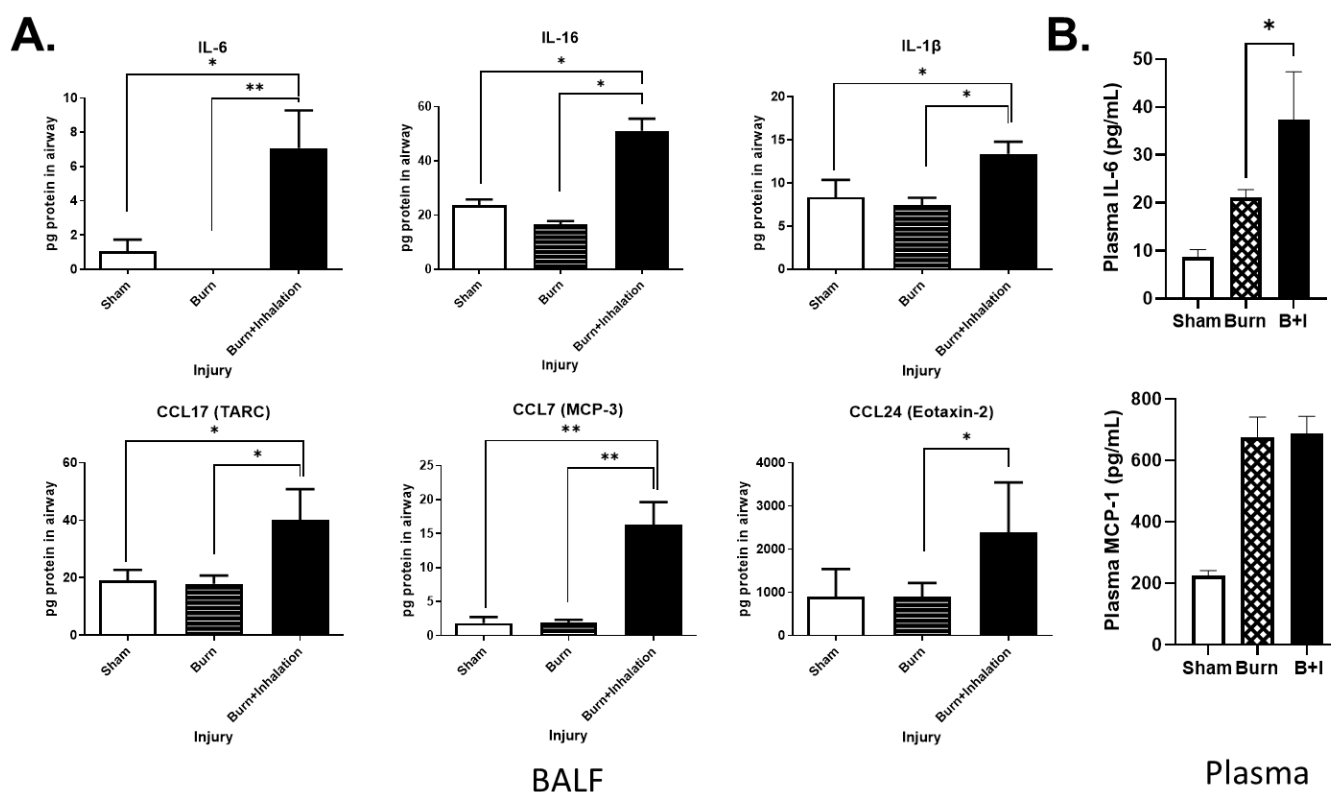 A.
IL-6
*
**
pg protein in airway
10
8
6
4
2
0
Sham
Burn
Burn+Inhalation
Injury
IL-16
*
*
pg protein in airway
60
40
20
0
Sham
Burn
Burn+Inhalation
Injury
IL-1β
*
*
pg protein in airway
20
15
10
5
0
Sham
Burn
Burn+Inhalation
Injury
CCL17 (TARC)
*
*
pg protein in airway
60
40
20
0
Sham
Burn
Burn+Inhalation
Injury
CCL7 (MCP-3)
**
**
pg protein in airway
25
20
15
10
5
0
Sham
Burn
Burn+Inhalation
Injury
CCL24 (Eotaxin-2)
*
pg protein in airway
4000
3000
2000
1000
0
Sham
Burn
Burn+Inhalation
Injury
BALF
B.
*
Plasma IL-6 (pg/mL)
50
40
30
20
10
0
Sham Burn B+I
Plasma MCP-1 (pg/mL)
800
600
400
200
0
Sham Burn B+I
Plasma